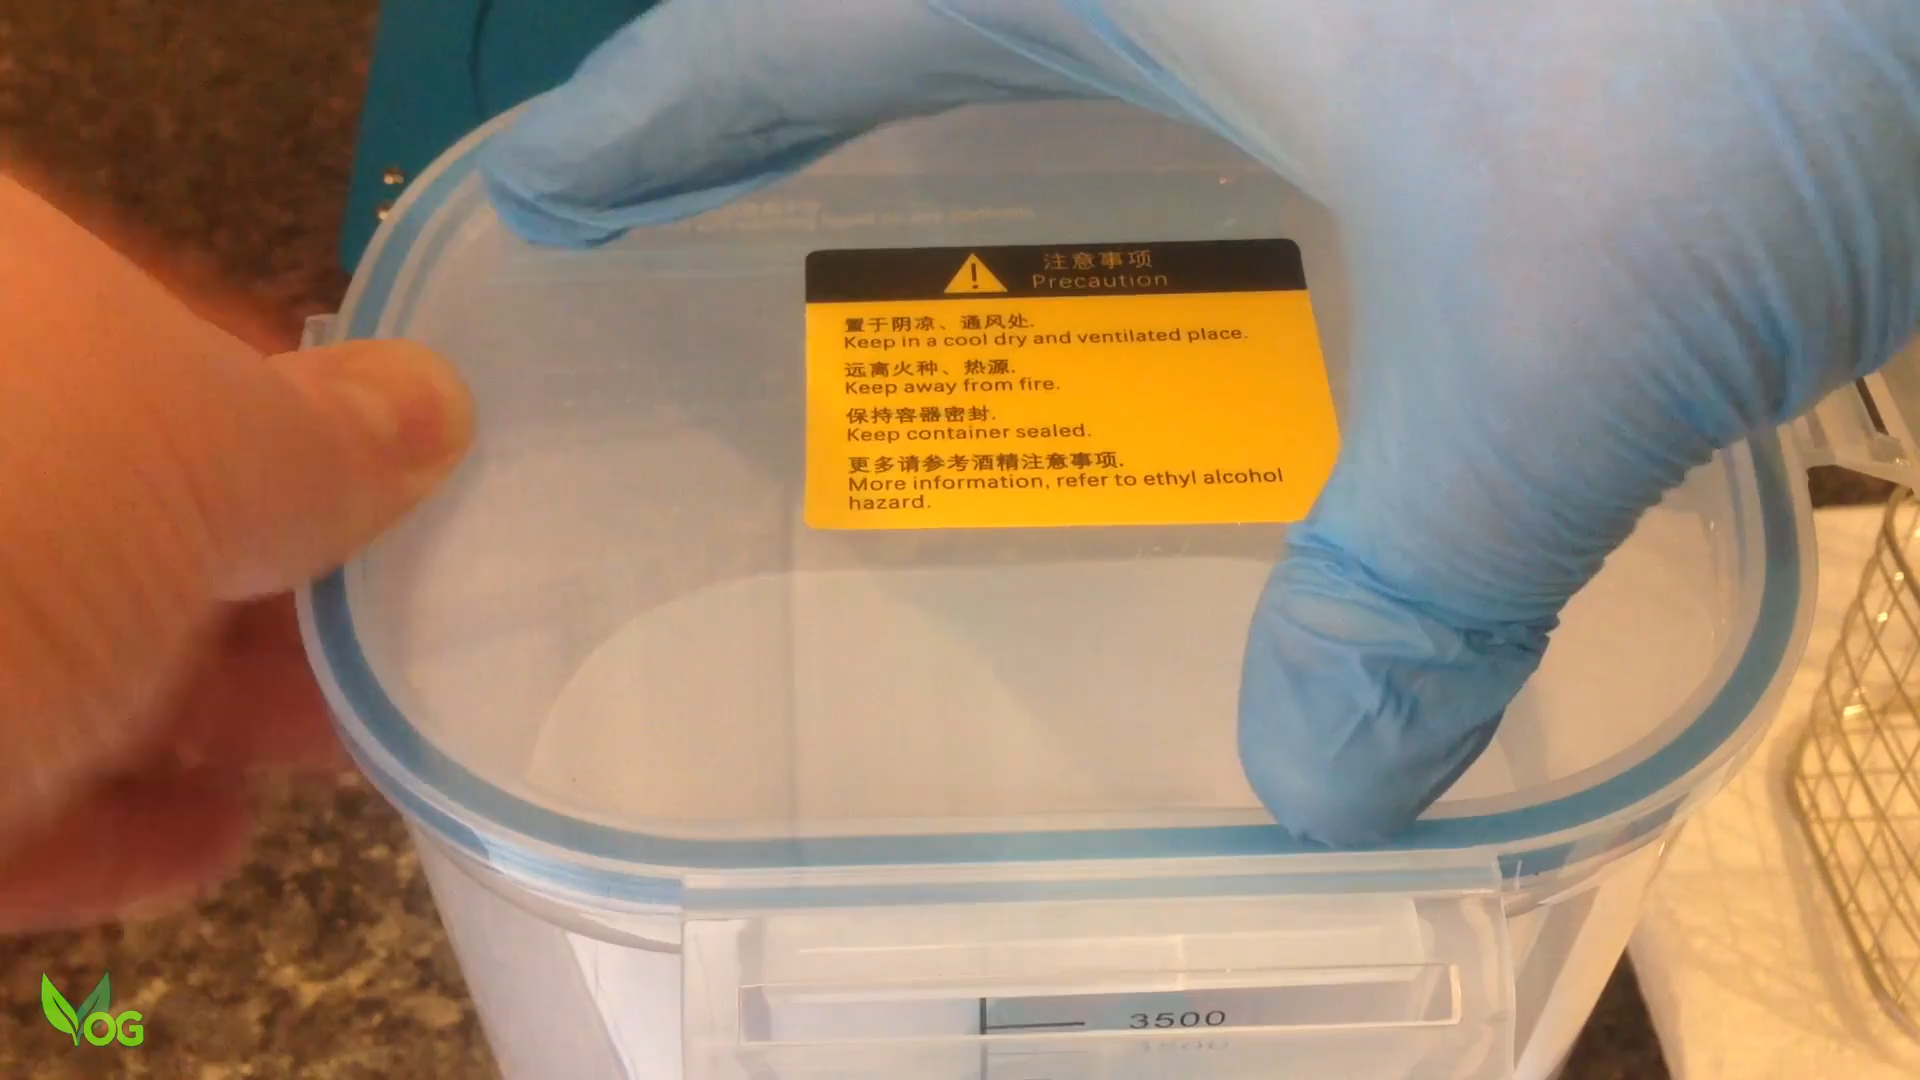 注意事项
Precaution
置于阴凉、通风处.
Keep in a cool dry and ventilated place.
远离火种、热源.
Keep away from fire.
保持容器密封.
Keep container sealed.
更多请参考酒精注意事项.
More information, refer to ethyl alcohol
hazard.
3500
OG